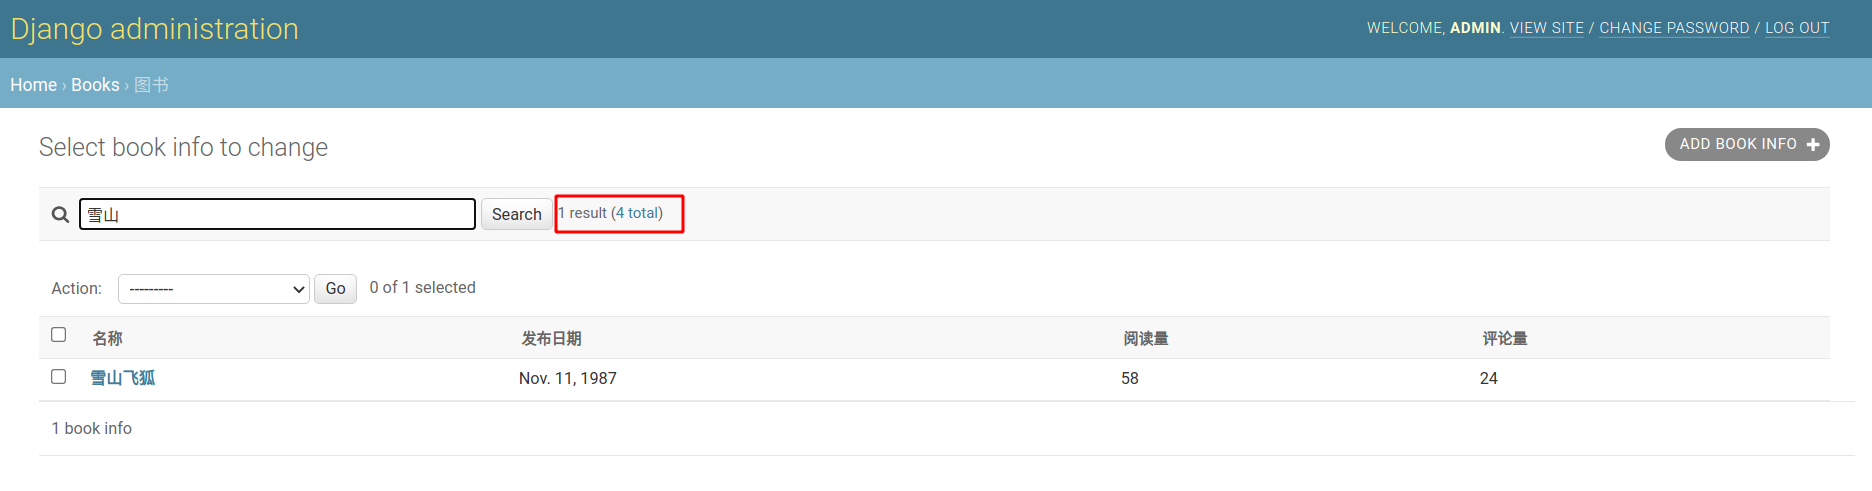 Django administration
WELCOME, ADMIN. VIEW SITE / CHANGE PASSWORD / LOG OUT
Home › Books › 图书
Select book info to change
ADD BOOK INFO
雪山 Search 1 result (4 total)
Action: --------- Go 0 of 1 selected
名称 发布日期 阅读量 评论量
雪山飞狐 Nov. 11, 1987 58 24
1 book info